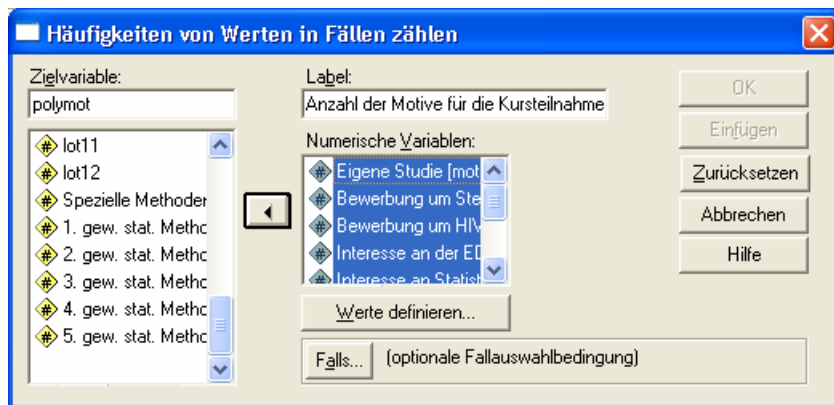 Häufigkeiten von Werten in Fällen zählen
Zielvariable:
polymot
lot11
lot12
Spezielle Methoden
1. gew. stat. Methc
2. gew. stat. Methc
3. gew. stat. Methc
4. gew. stat. Methc
5. gew. stat. Methc
Label:
Anzahl der Motive für die Kursteilnahme
Numerische Variablen:
Eigene Studie [mot
Bewerbung um Ste
Bewerbung um HIV
Interesse an der ED
Interesse an Statist
Werte definieren...
Falls... (optionale Fallauswahlbedingung)
OK
Einfügen
Zurücksetzen
Abbrechen
Hilfe